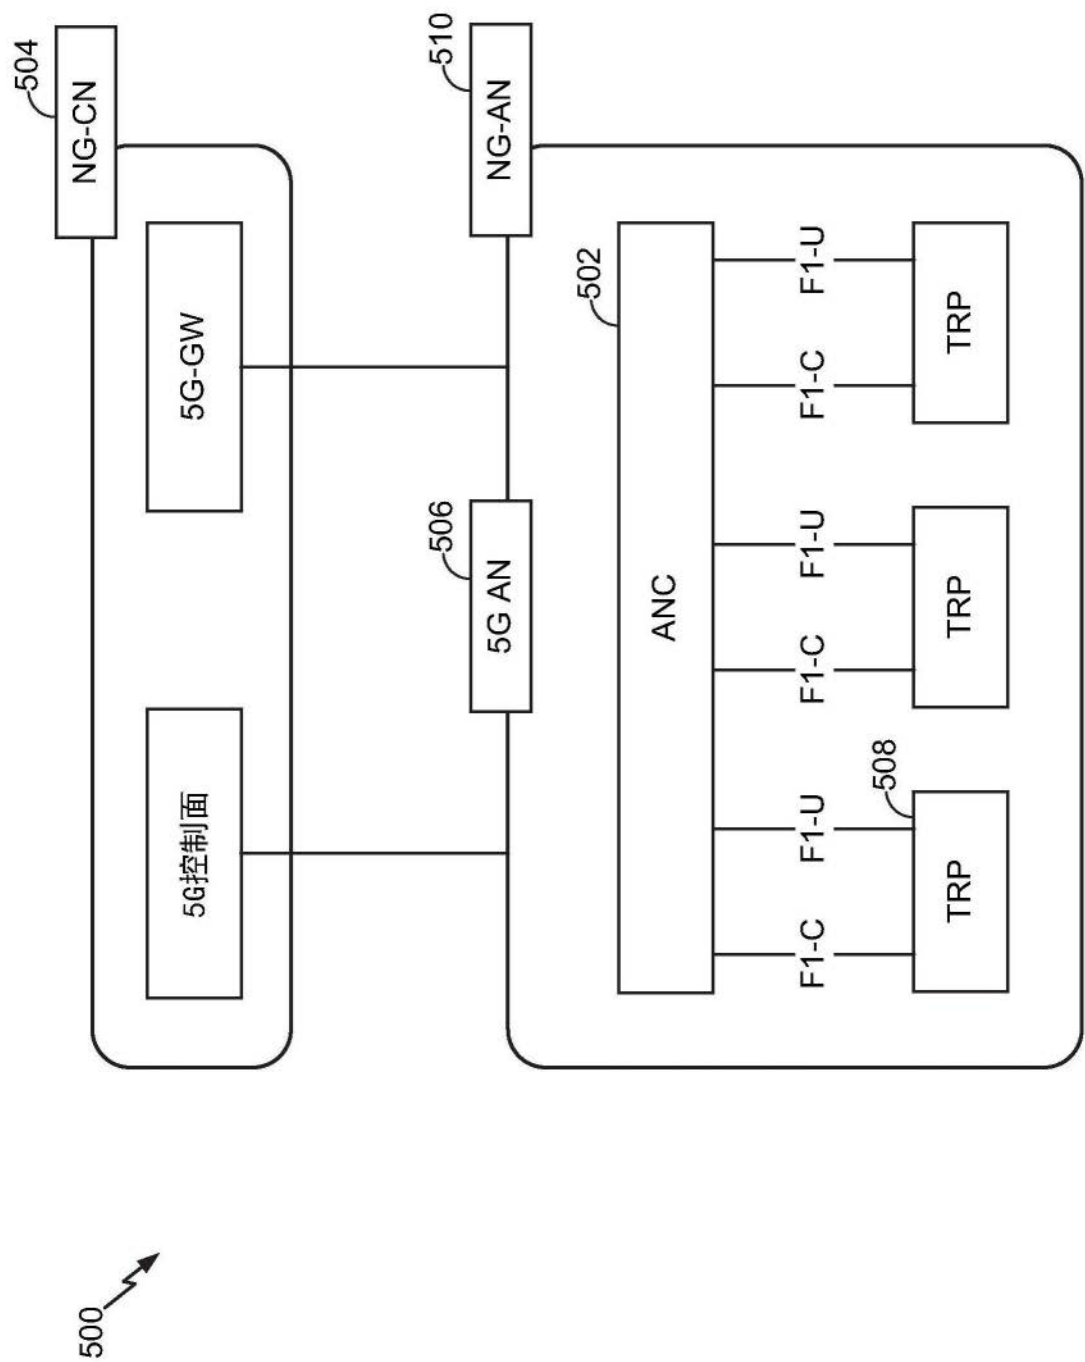 500
504
NG-CN
5G控制面
5G-GW
506
5G AN
510
NG-AN
502
ANC
F1-C
F1-U
F1-C
F1-U
F1-C
F1-U
508
TRP
TRP
TRP